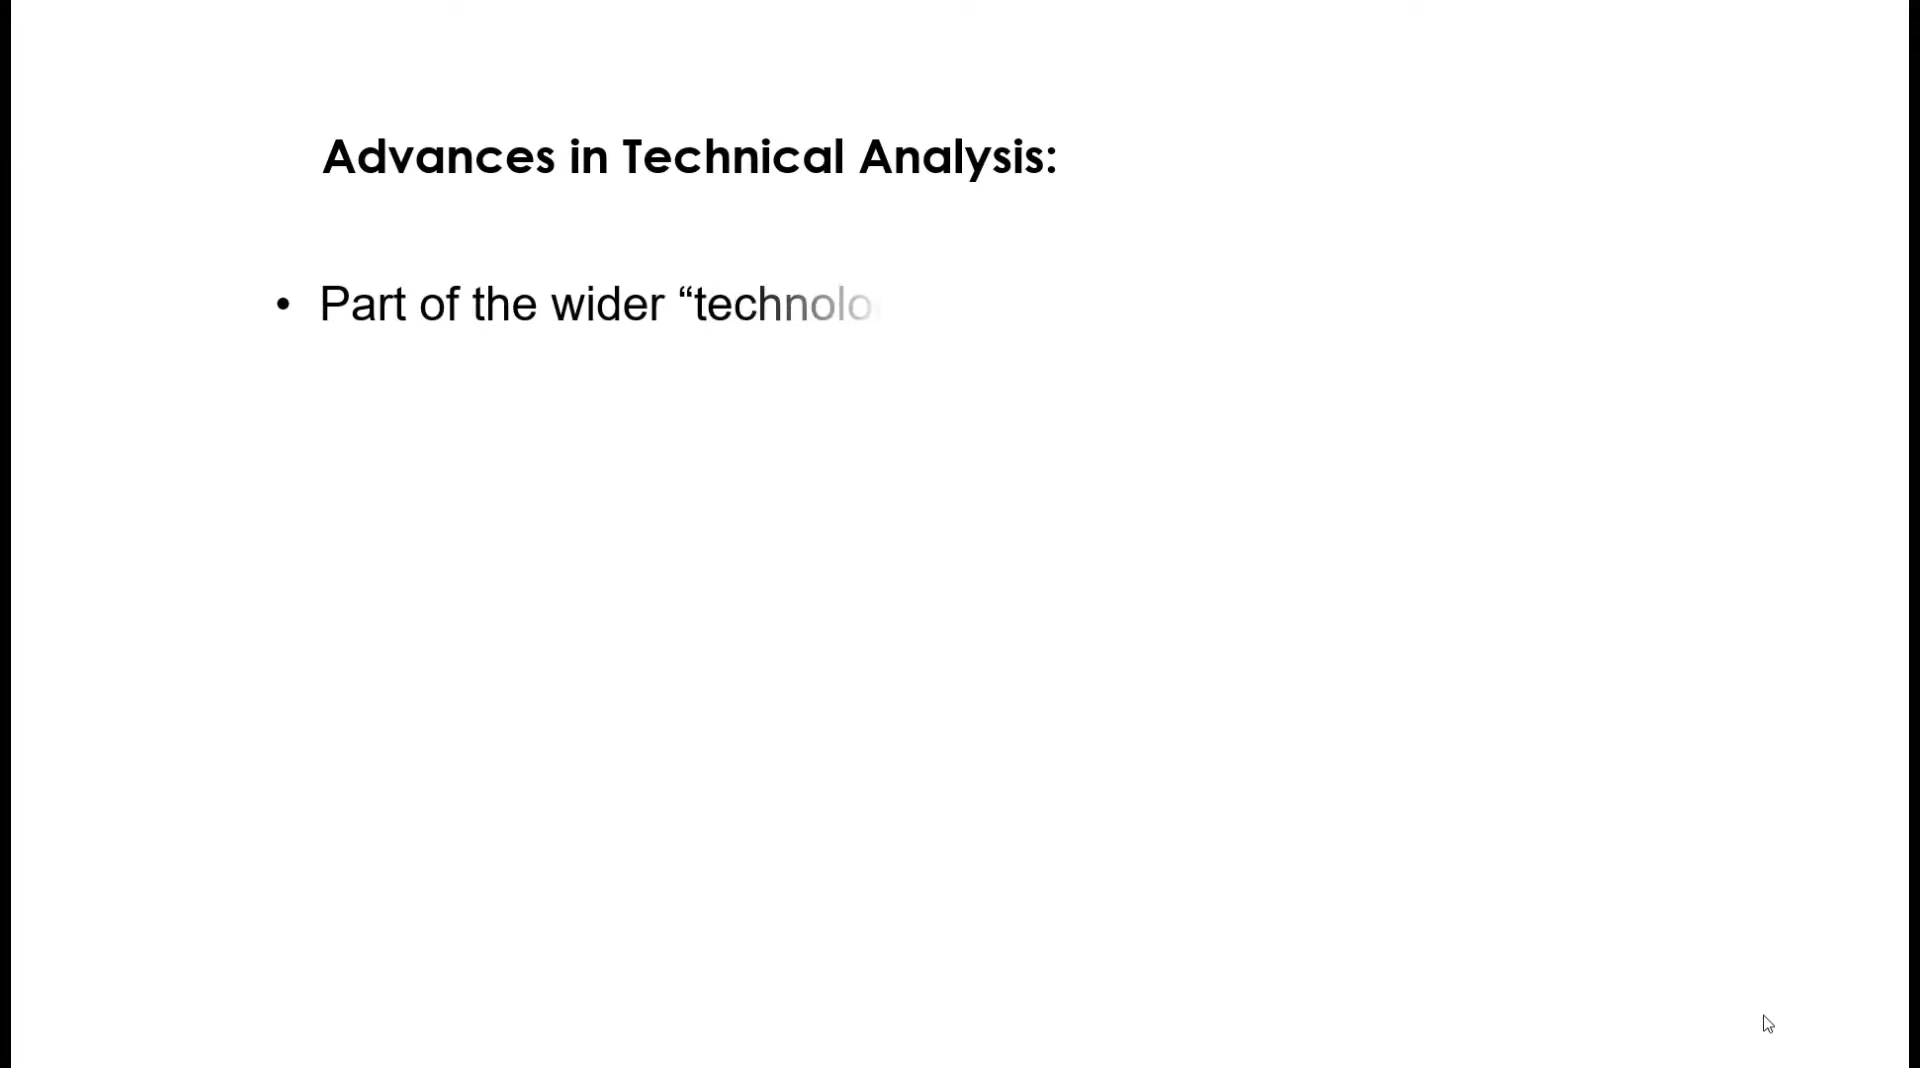 Advances in Technical Analysis:
• Part of the wider “technolo